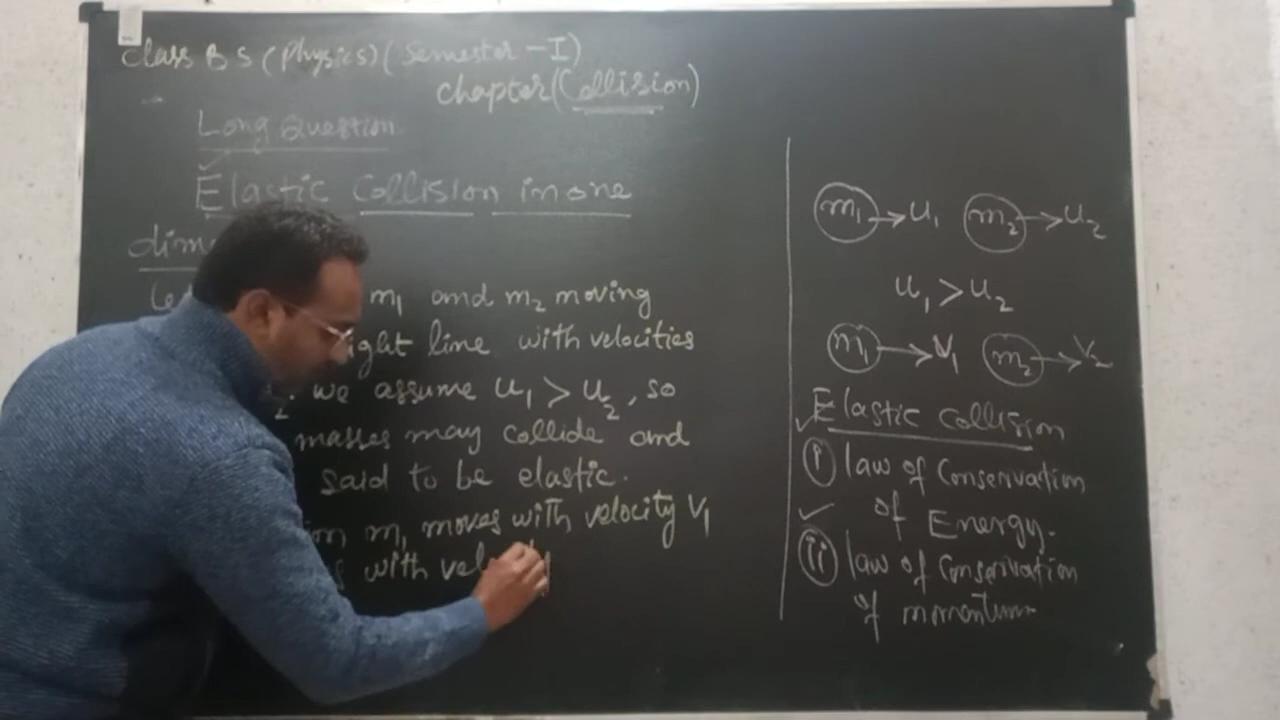 Class BS (Physics) (Semester - I)
Chapter (Collision)
Long Question
Elastic Collision in one
m₁ and m₂ moving
line with velocities
we assume u₁ > u₂, so
masses may collide and
said to be elastic.
m₁ moves with velocity v₁
with
m₁ → u₁ m₂ → u₂
u₁ > u₂
m₁ → v₁ m₂ → v₂
Elastic Collision
(i) law of Conservation
of Energy.
(ii) law of Conservation
of momentum